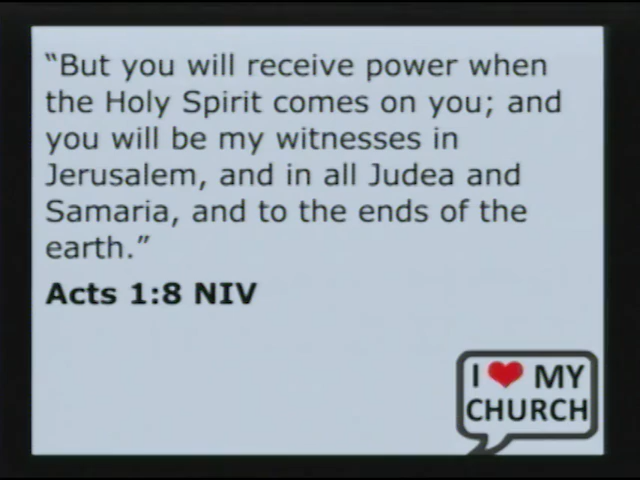 “But you will receive power when
the Holy Spirit comes on you; and
you will be my witnesses in
Jerusalem, and in all Judea and
Samaria, and to the ends of the
earth.”
Acts 1:8 NIV
I ❤ MY
CHURCH